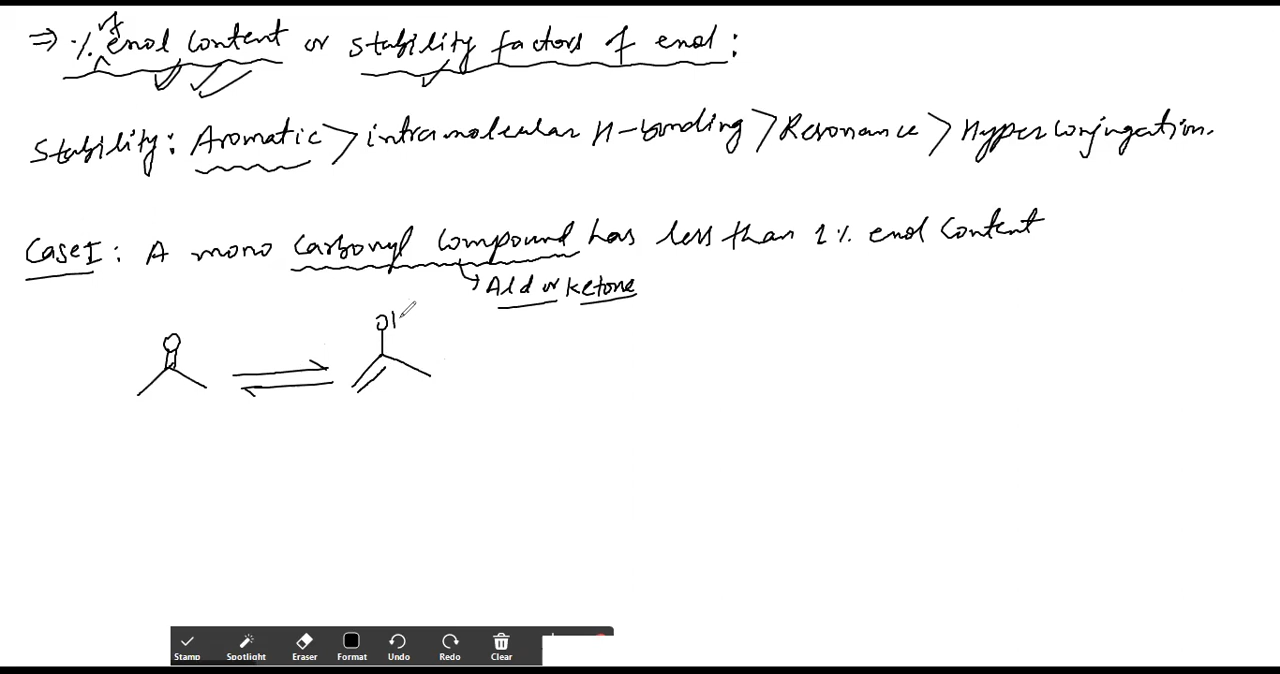 ⇒ % of enol content or stability factors of enol:
Stability: Aromatic > intramolecular H-bonding > Resonance > Hyperconjugation.
Case I: A mono carbonyl compound has less than 1% enol content
Ald or ketone
O
OH
Stamp Spotlight Eraser Format Undo Redo Clear